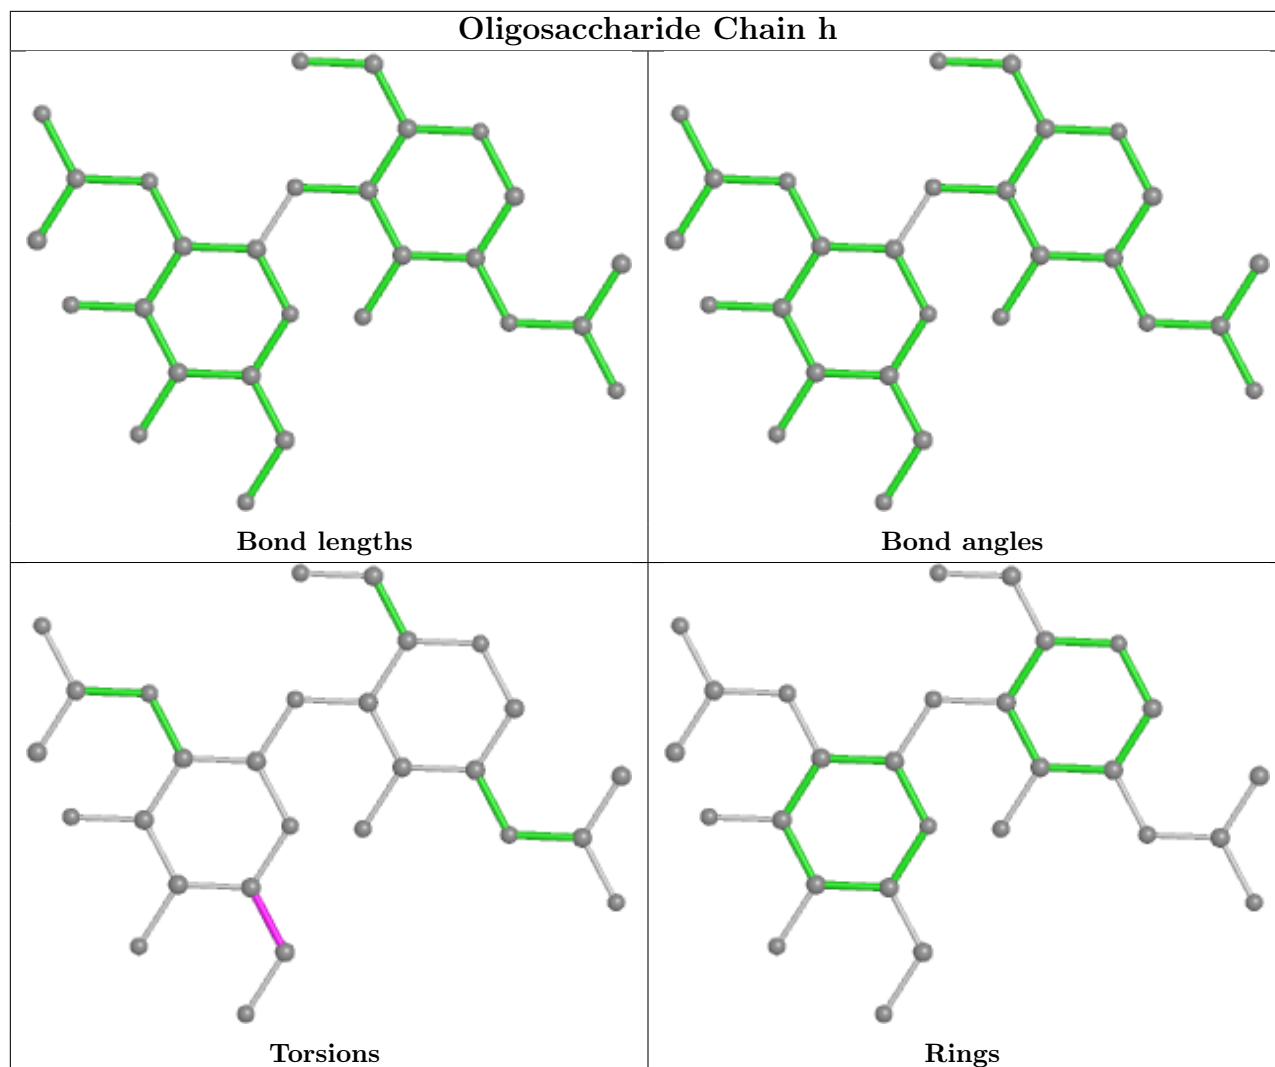 Oligosaccharide Chain h
Bond lengths
Bond angles
Torsions
Rings